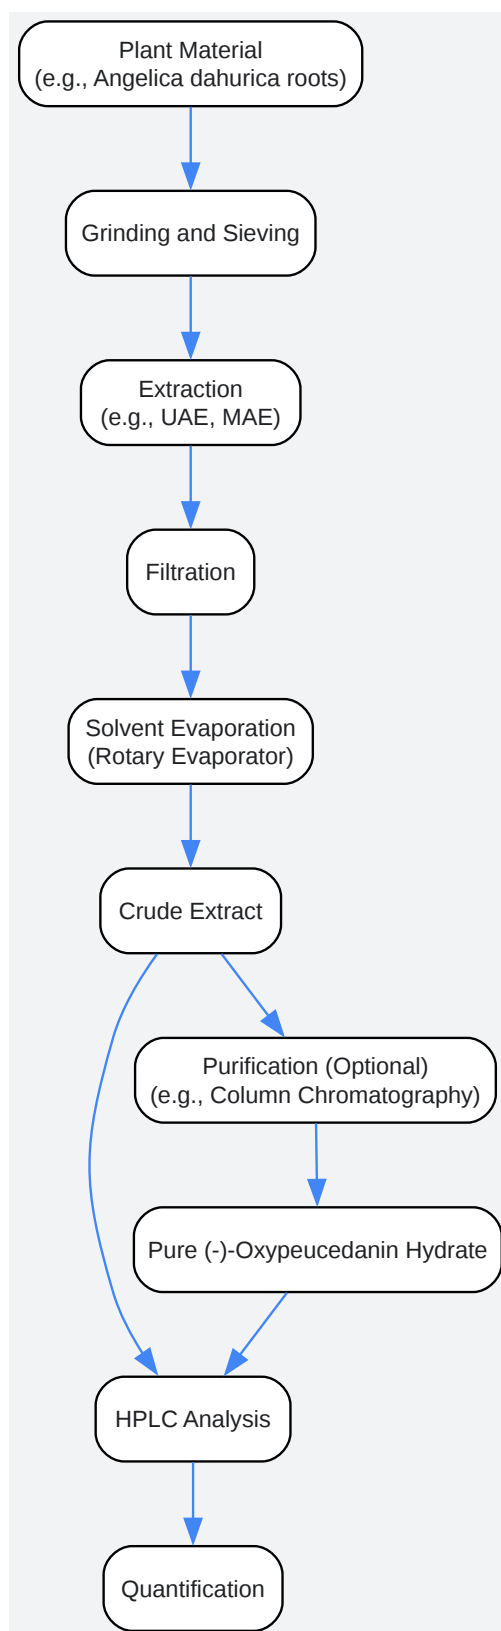 Plant Material
(e.g., Angelica dahurica roots)
Grinding and Sieving
Extraction
(e.g., UAE, MAE)
Filtration
Solvent Evaporation
(Rotary Evaporator)
Crude Extract
Purification (Optional)
(e.g., Column Chromatography)
Pure (-)-Oxypeucedanin Hydrate
HPLC Analysis
Quantification